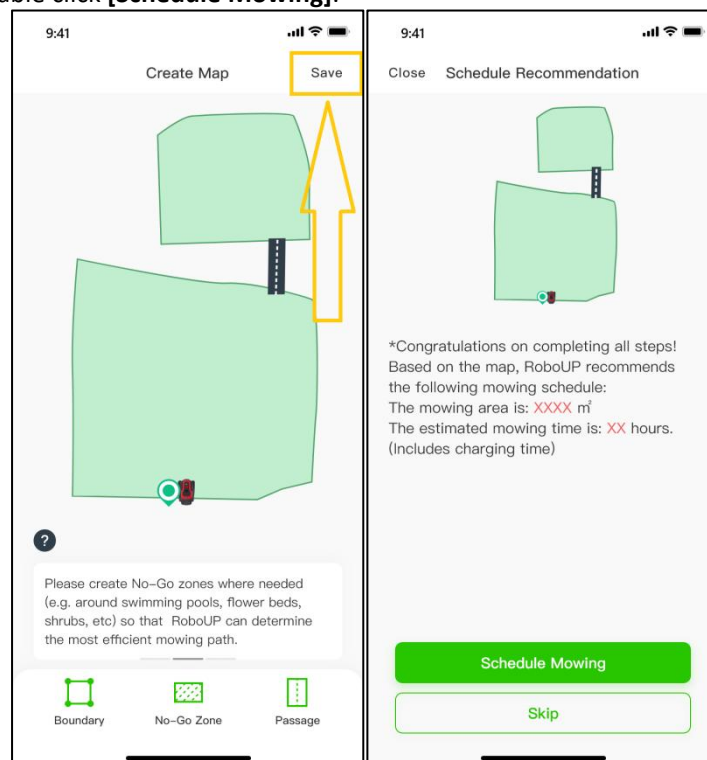 able click [Schedule Mowing].
9:41
Create Map
Save
?
Please create No-Go zones where needed
(e.g. around swimming pools, flower beds,
shrubs, etc) so that RoboUP can determine
the most efficient mowing path.
Boundary
No-Go Zone
Passage
9:41
Close
Schedule Recommendation
*Congratulations on completing all steps!
Based on the map, RoboUP recommends
the following mowing schedule:
The mowing area is: XXXX ㎡
The estimated mowing time is: XX hours.
(Includes charging time)
Schedule Mowing
Skip